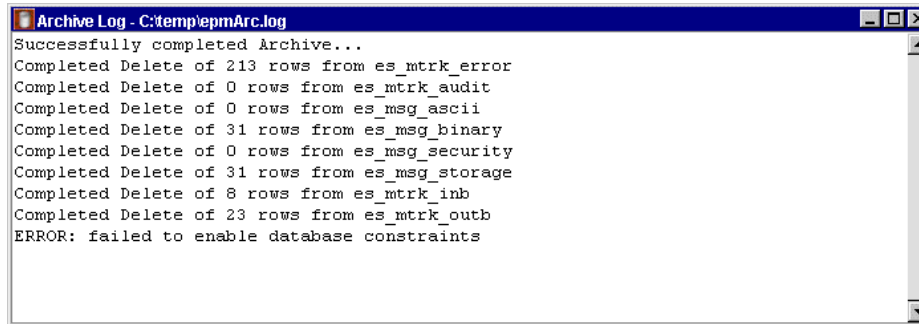 Archive Log - C:\temp\epmArc.log
Successfully completed Archive...
Completed Delete of 213 rows from es_mtrk_error
Completed Delete of 0 rows from es_mtrk_audit
Completed Delete of 0 rows from es_msg_ascii
Completed Delete of 31 rows from es_msg_binary
Completed Delete of 0 rows from es_msg_security
Completed Delete of 31 rows from es_msg_storage
Completed Delete of 8 rows from es_mtrk_inb
Completed Delete of 23 rows from es_mtrk_outb
ERROR: failed to enable database constraints